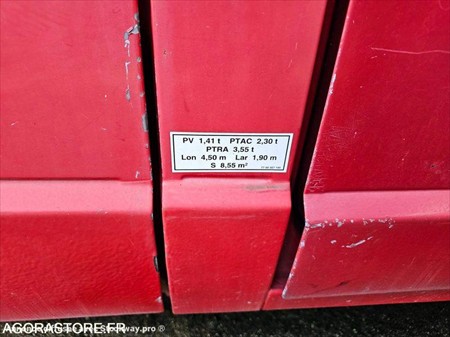 PV 1,41 t PTAC 2,30 t
PTRA 3,55 t
Lon 4,50 m Lar 1,90 m
S 8,55 m²
AGORASTORE.FR